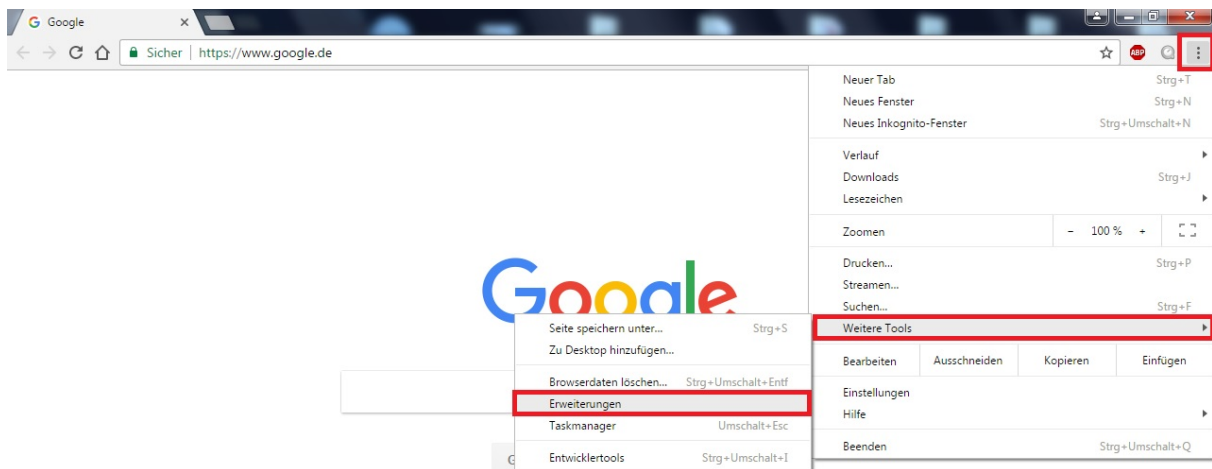 Google
Sicher | https://www.google.de
ABP
Neuer Tab Strg+T
Neues Fenster Strg+N
Neues Inkognito-Fenster Strg+Umschalt+N
Verlauf
Downloads Strg+J
Lesezeichen
Zoomen - 100 % +
Drucken... Strg+P
Streamen...
Suchen... Strg+F
Weitere Tools
Bearbeiten Ausschneiden Kopieren Einfügen
Einstellungen
Hilfe
Beenden Strg+Umschalt+Q
Google
Seite speichern unter... Strg+S
Zu Desktop hinzufügen...
Browserdaten löschen... Strg+Umschalt+Entf
Erweiterungen
Taskmanager Umschalt+Esc
Entwicklertools Strg+Umschalt+I
G